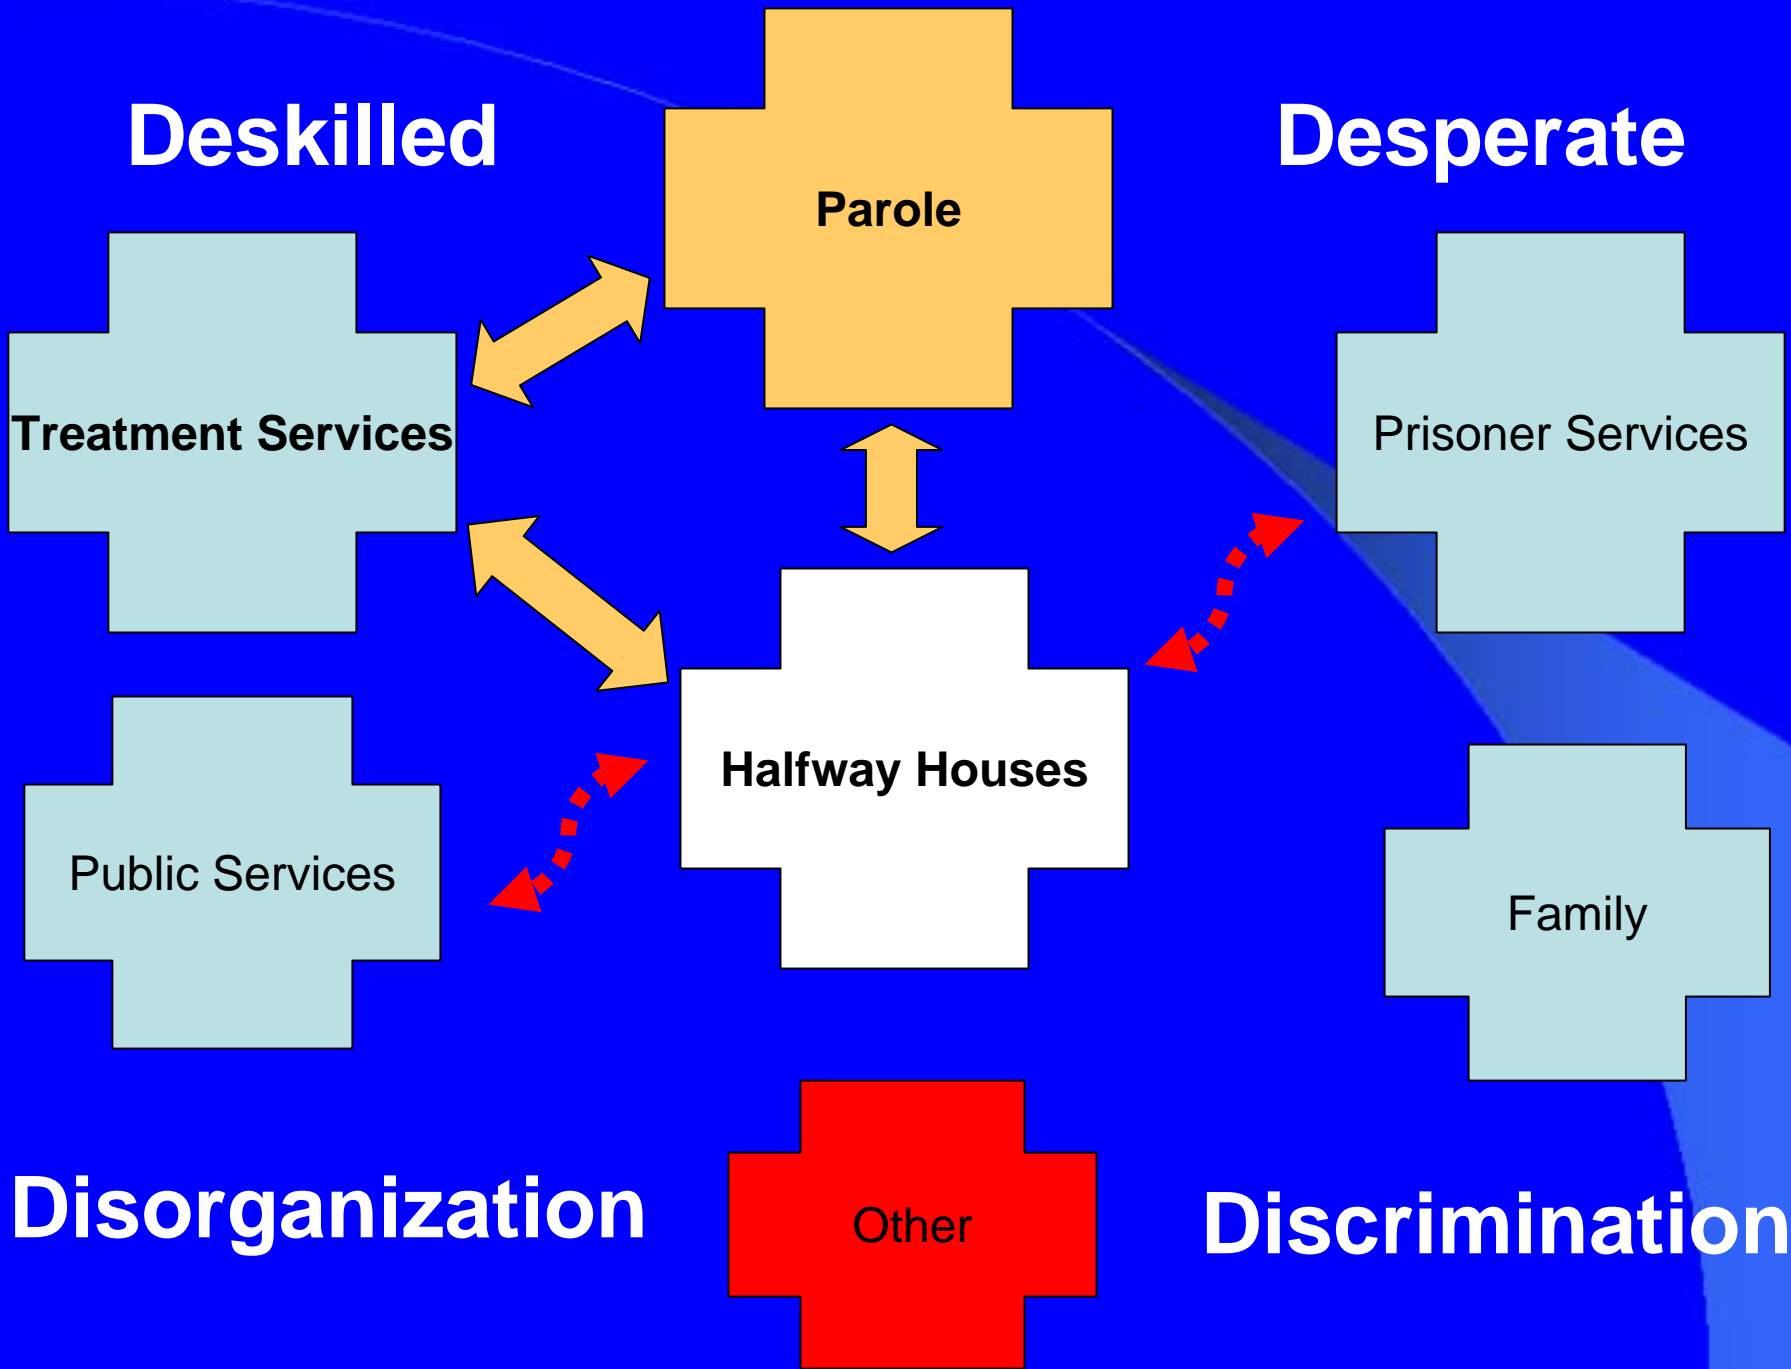 Deskilled
Desperate
Parole
Treatment Services
Prisoner Services
Halfway Houses
Public Services
Family
Disorganization
Other
Discrimination